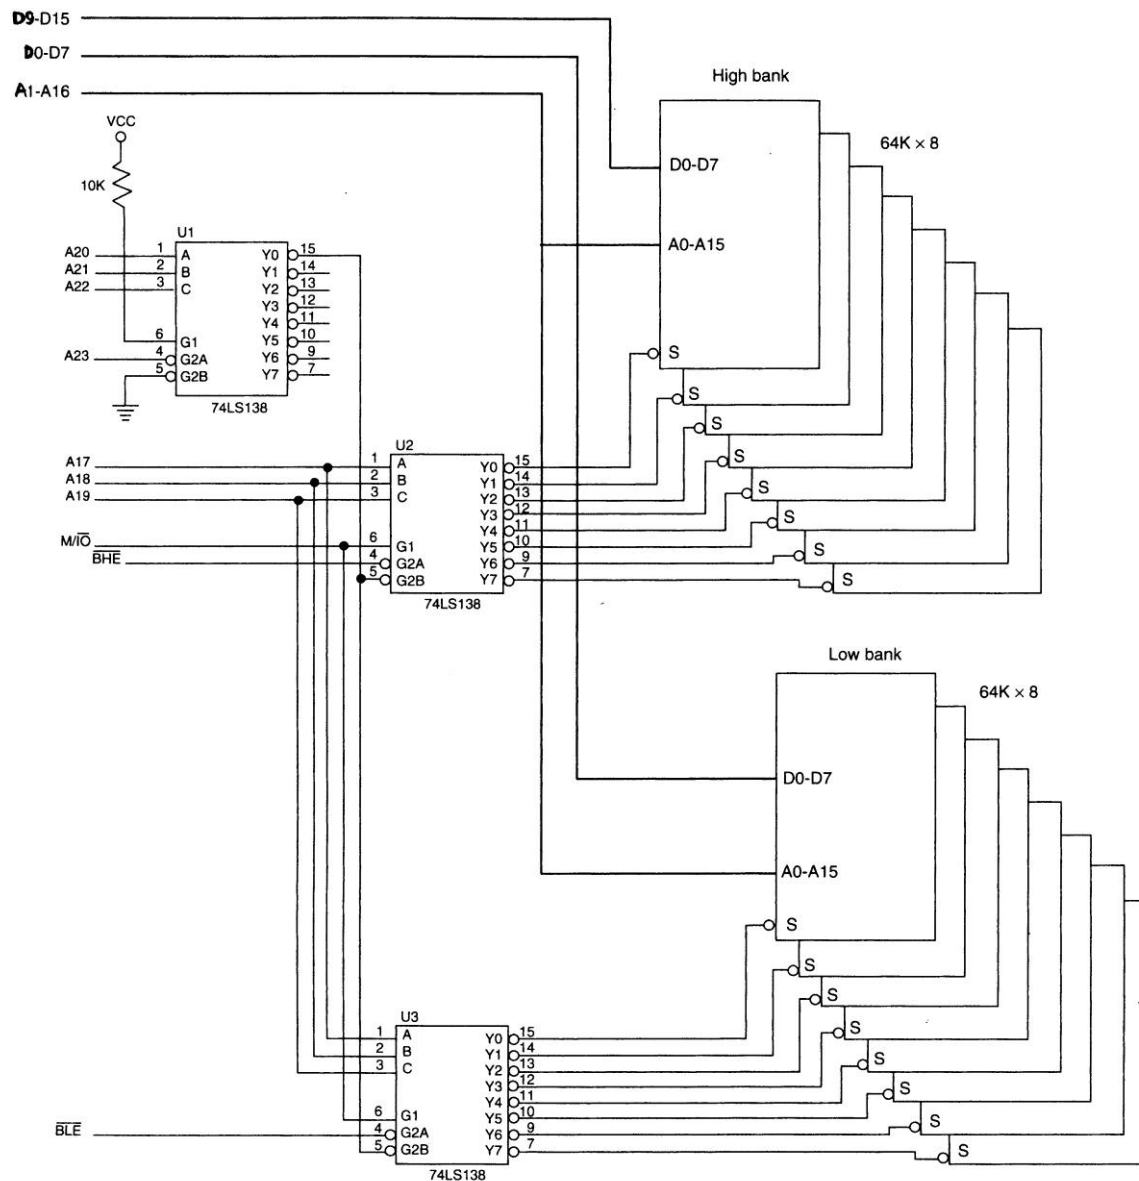 D9-D15
D0-D7
A1-A16
High bank
64K × 8
D0-D7
A0-A15
S
S
S
S
S
S
S
S
VCC
10K
U1
A20 1 A Y0 15
A21 2 B Y1 14
A22 3 C Y2 13
Y3 12
Y4 11
6 G1 Y5 10
A23 4 G2A Y6 9
5 G2B Y7 7
74LS138
U2
A17 1 A Y0 15
A18 2 B Y1 14
A19 3 C Y2 13
Y3 12
Y4 11
M/I̅O̅ 6 G1 Y5 10
B̅H̅E̅ 4 G2A Y6 9
5 G2B Y7 7
74LS138
Low bank
64K × 8
D0-D7
A0-A15
S
S
S
S
S
S
S
S
U3
1 A Y0 15
2 B Y1 14
3 C Y2 13
Y3 12
Y4 11
6 G1 Y5 10
B̅L̅E̅ 4 G2A Y6 9
5 G2B Y7 7
74LS138